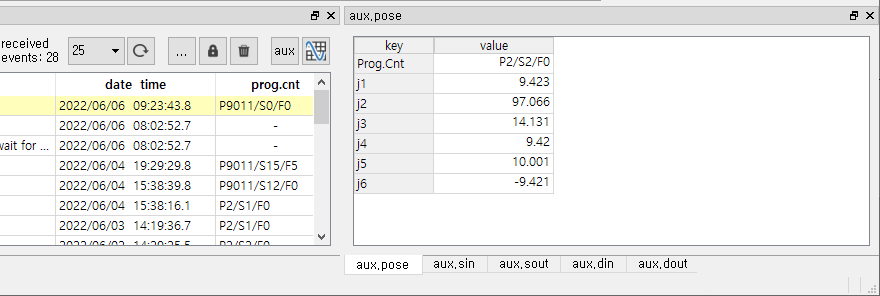 aux.pose
received
events: 28
25
...
aux
date time
prog.cnt
2022/06/06 09:23:43.8 P9011/S0/F0
2022/06/06 08:02:52.7 -
wait for ... 2022/06/06 08:02:52.7 -
2022/06/04 19:29:29.8 P9011/S15/F5
2022/06/04 15:38:39.8 P9011/S12/F0
2022/06/04 15:38:16.1 P2/S1/F0
2022/06/03 14:19:36.7 P2/S1/F0
key value
Prog.Cnt P2/S2/F0
j1 9.423
j2 97.066
j3 14.131
j4 9.42
j5 10.001
j6 -9.421
aux.pose aux.sin aux.sout aux.din aux.dout